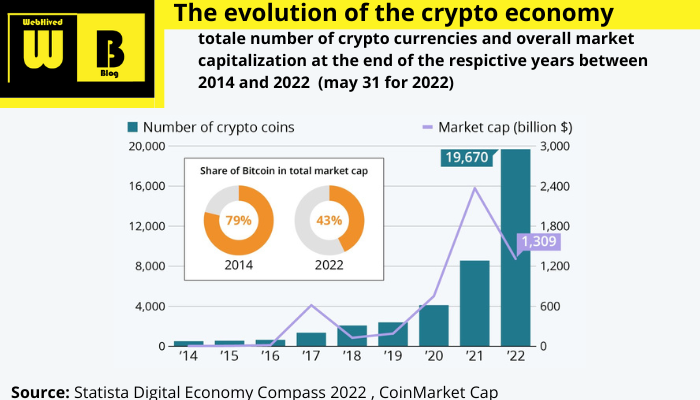 WebHived
W
B
Blog
The evolution of the crypto economy
totale number of crypto currencies and overall market
capitalization at the end of the respictive years between
2014 and 2022 (may 31 for 2022)
Number of crypto coins
Market cap (billion $)
20,000
3,000
19,670
16,000
2,400
12,000
1,800
1,309
8,000
1,200
4,000
600
0
0
Share of Bitcoin in total market cap
79%
43%
2014
2022
'14 '15 '16 '17 '18 '19 '20 '21 '22
Source: Statista Digital Economy Compass 2022 , CoinMarket Cap